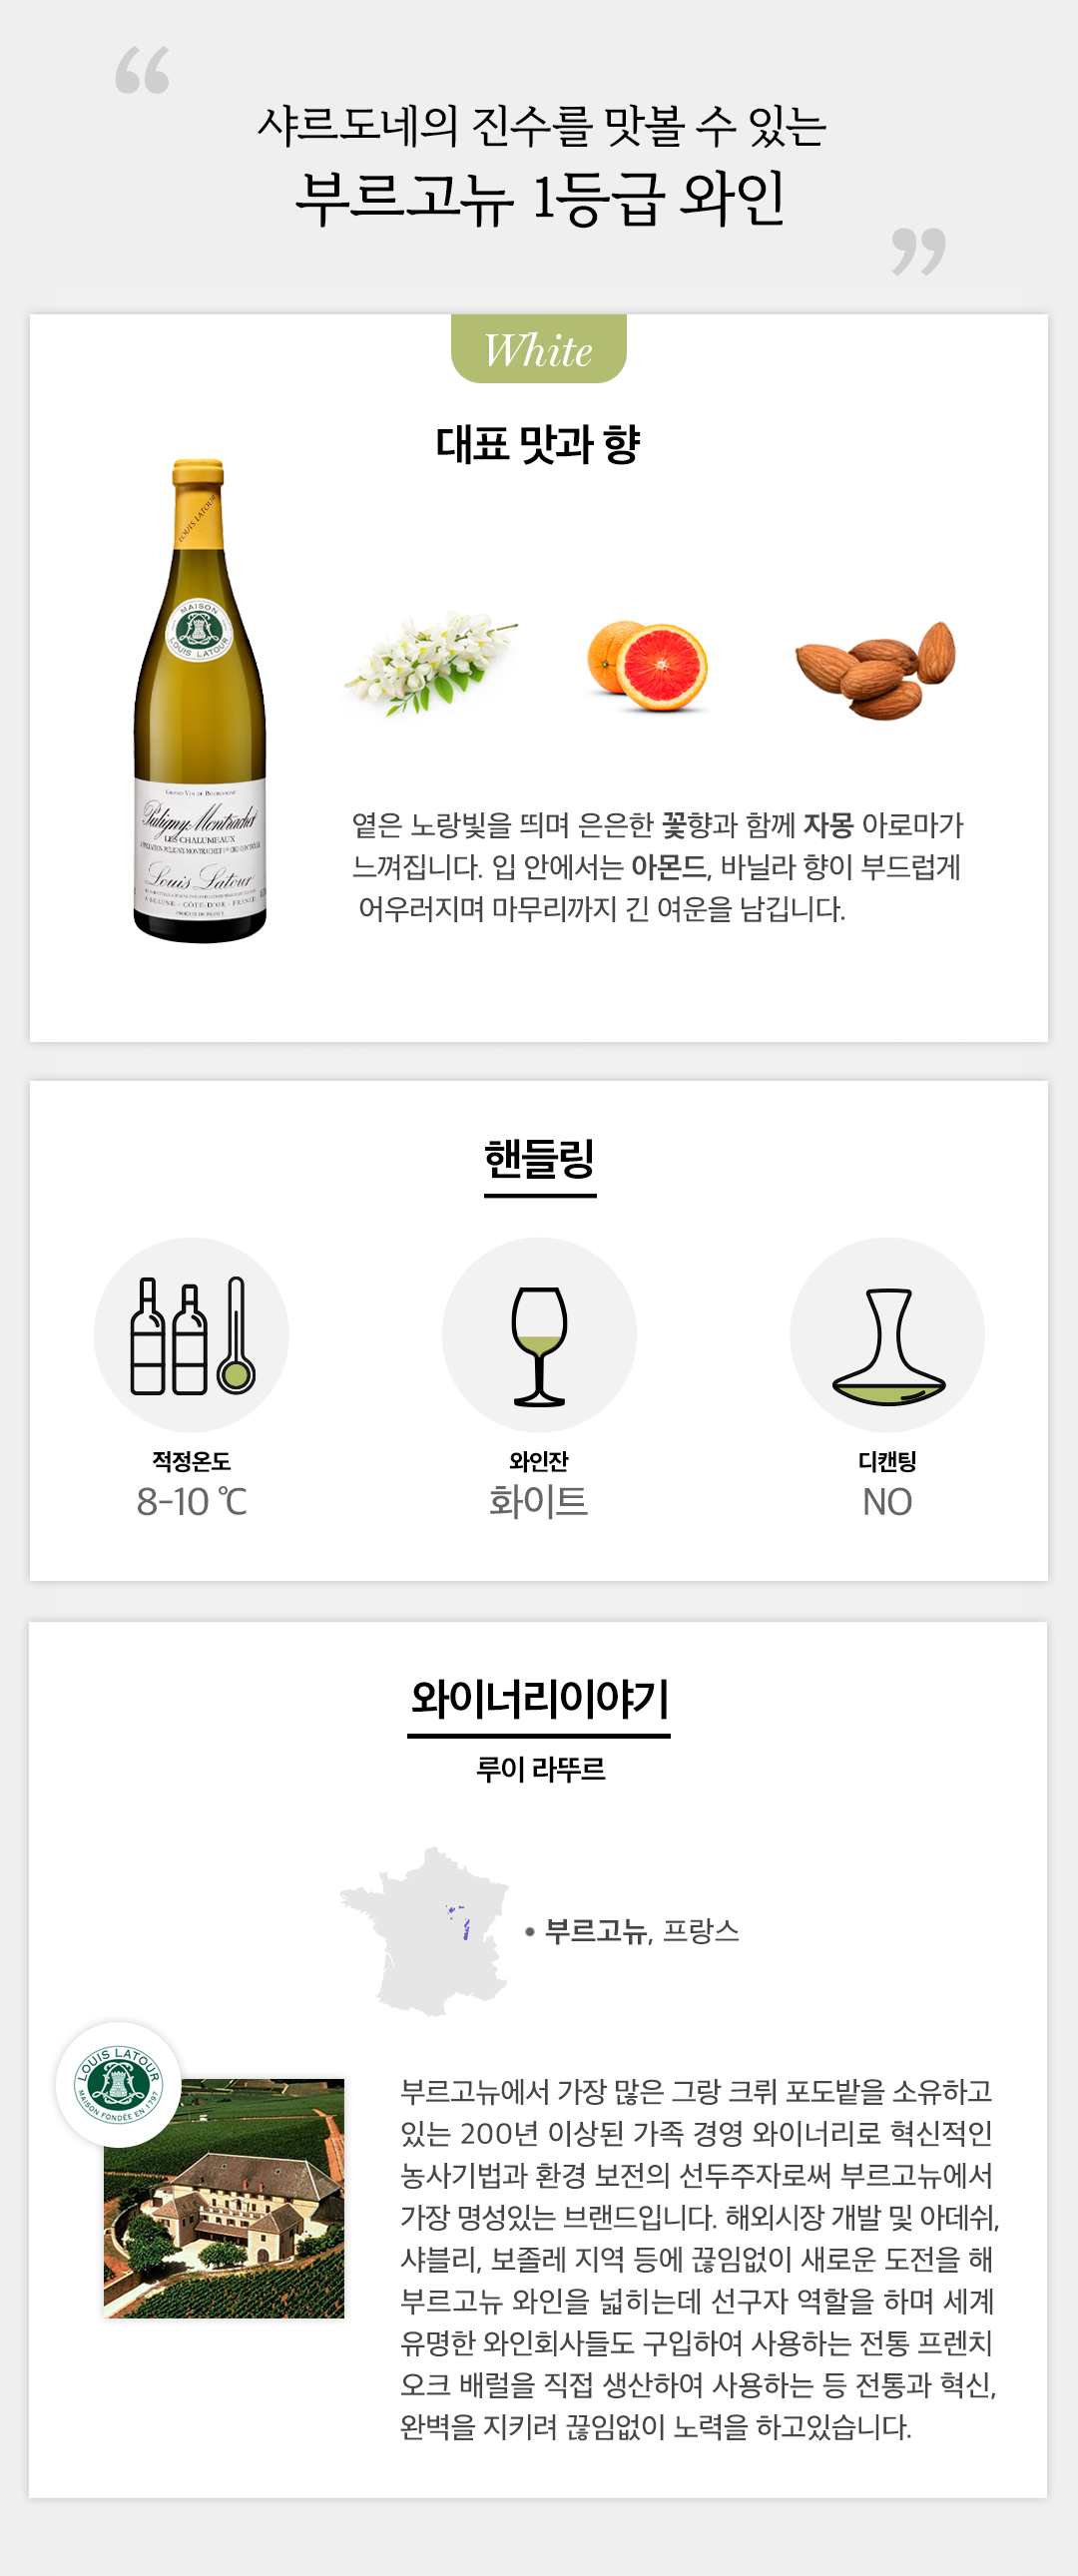 “
샤르도네의 진수를 맛볼 수 있는
부르고뉴 1등급 와인
”
White
대표 맛과 향
LOUIS LATOUR
MAISON
LOUIS LATOUR
GRAND VIN DE BOURGOGNE
Puligny-Montrachet
LES CHALUMEAUX
APPELLATION PULIGNY-MONTRACHET 1ER CRU CONTRÔLÉE
Louis Latour
A BEAUNE - CÔTE-D'OR - FRANCE
PRODUCT OF FRANCE
옅은 노랑빛을 띄며 은은한 꽃향과 함께 자몽 아로마가
느껴집니다. 입 안에서는 아몬드, 바닐라 향이 부드럽게
어우러지며 마무리까지 긴 여운을 남깁니다.
핸들링
적정온도
8-10 ℃
와인잔
화이트
디캔팅
NO
와이너리이야기
루이 라뚜르
• 부르고뉴, 프랑스
LOUIS LATOUR
MAISON FONDÉE EN 1797
부르고뉴에서 가장 많은 그랑 크뤼 포도밭을 소유하고
있는 200년 이상된 가족 경영 와이너리로 혁신적인
농사기법과 환경 보전의 선두주자로써 부르고뉴에서
가장 명성있는 브랜드입니다. 해외시장 개발 및 아데쉬,
샤블리, 보졸레 지역 등에 끊임없이 새로운 도전을 해
부르고뉴 와인을 넓히는데 선구자 역할을 하며 세계
유명한 와인회사들도 구입하여 사용하는 전통 프렌치
오크 배럴을 직접 생산하여 사용하는 등 전통과 혁신,
완벽을 지키려 끊임없이 노력을 하고있습니다.